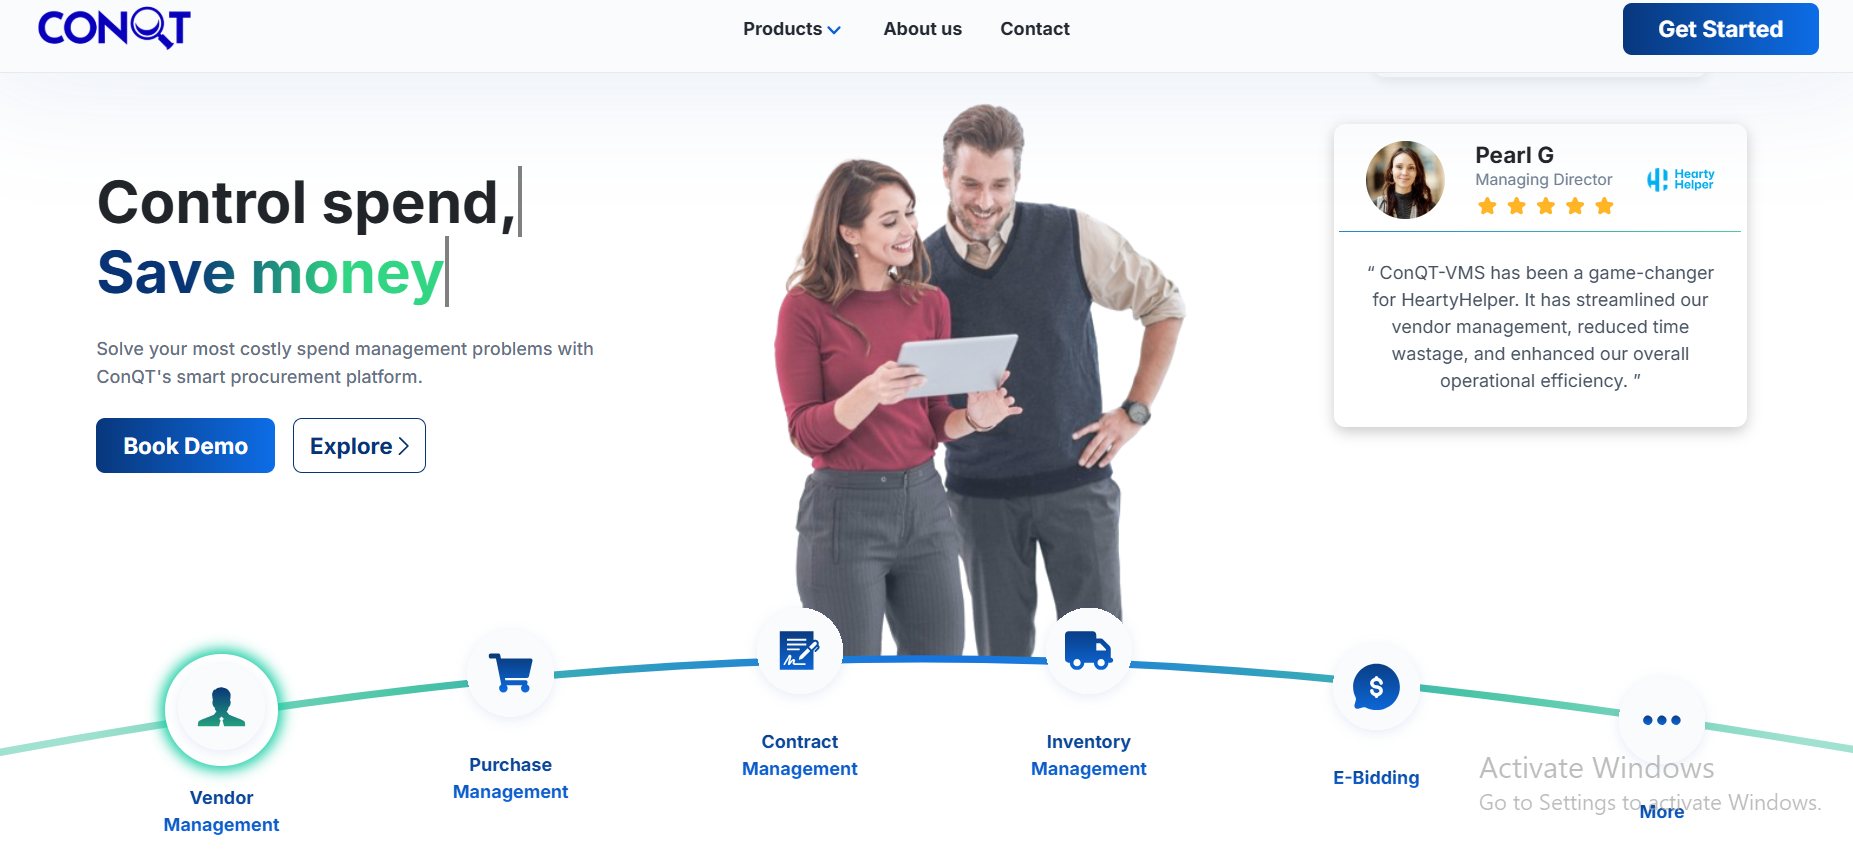 CONQT
Products
About us
Contact
Get Started
Control spend,
Save money
Solve your most costly spend management problems with
ConQT's smart procurement platform.
Book Demo
Explore
Pearl G
Managing Director
Hearty
Helper
“ ConQT-VMS has been a game-changer
for HeartyHelper. It has streamlined our
vendor management, reduced time
wastage, and enhanced our overall
operational efficiency. ”
Vendor
Management
Purchase
Management
Contract
Management
Inventory
Management
$
E-Bidding
More
Activate Windows
Go to Settings to activate Windows.